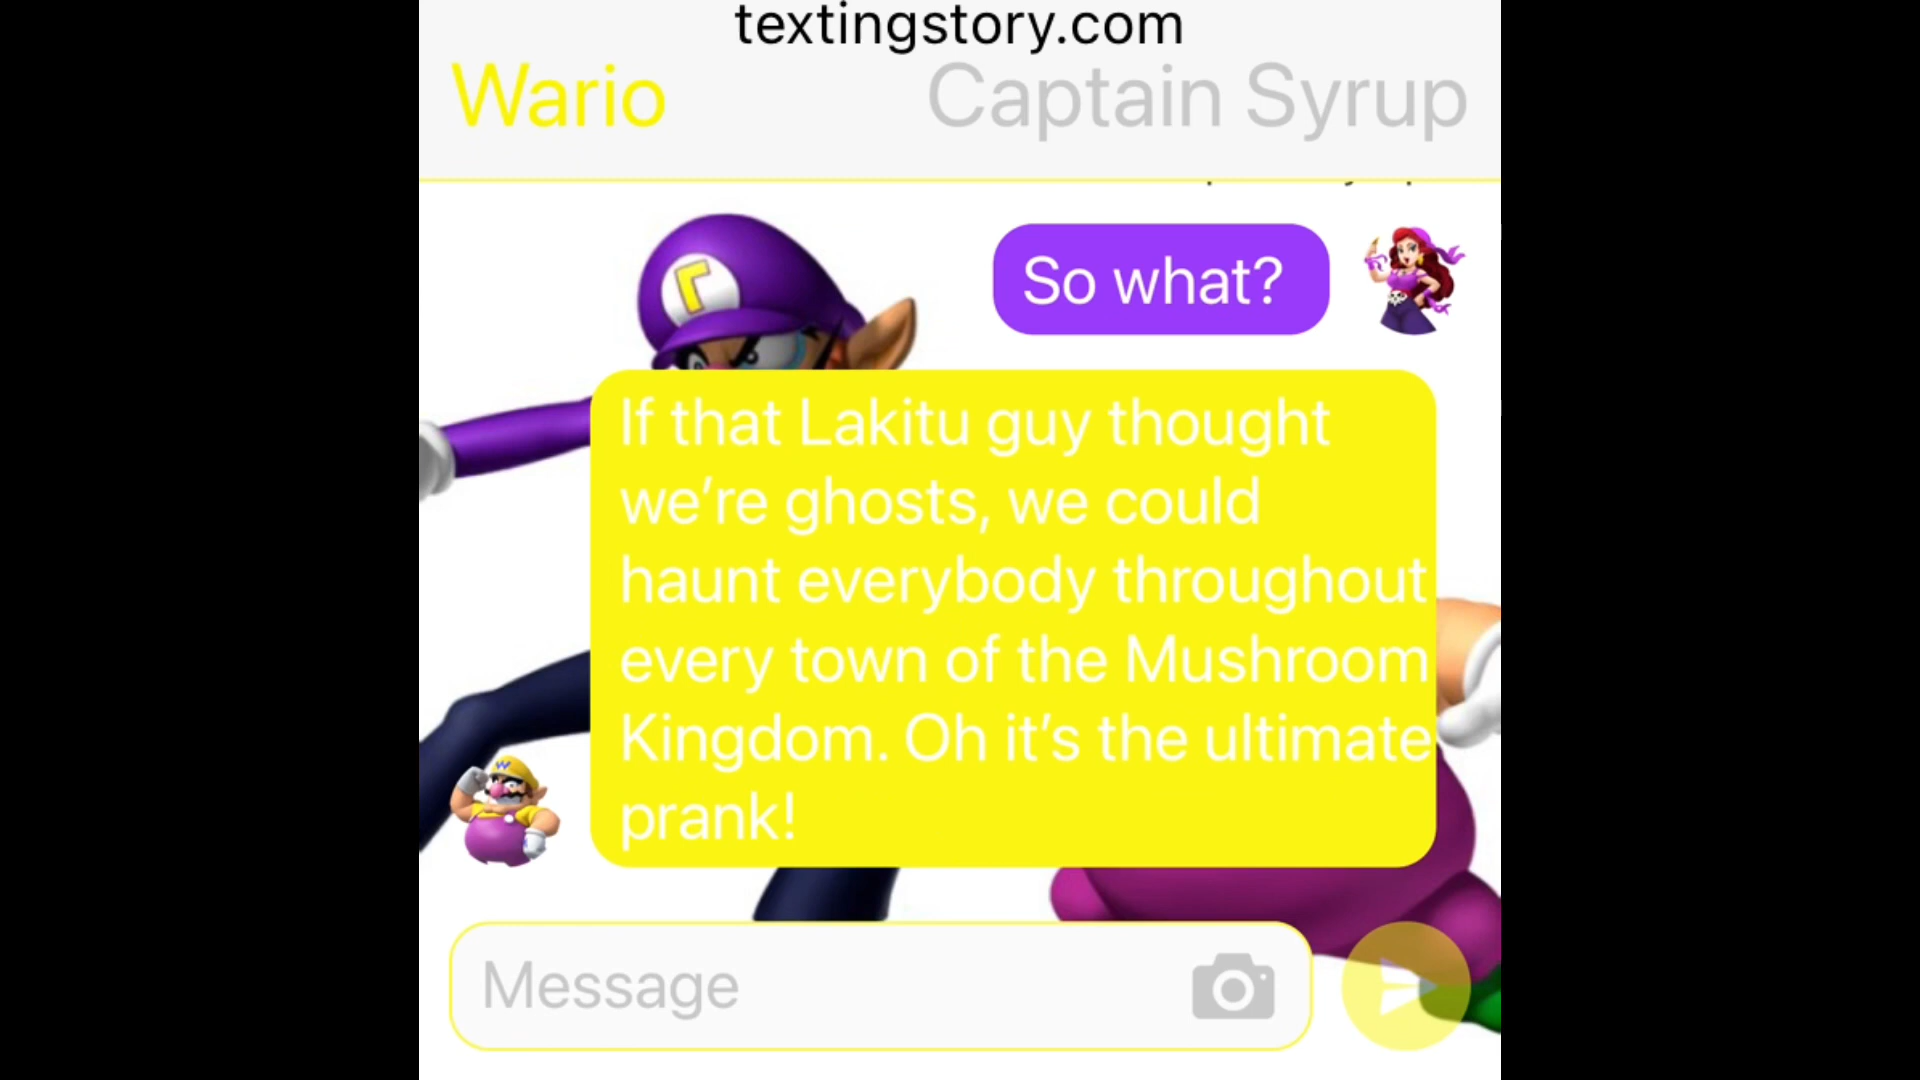 textingstory.com
Wario Captain Syrup
So what?
If that Lakitu guy thought
we’re ghosts, we could
haunt everybody throughout
every town of the Mushroom
Kingdom. Oh it’s the ultimate
prank!
Message